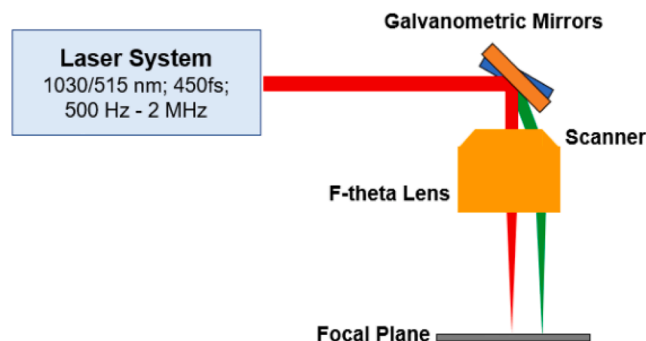 Galvanometric Mirrors
Laser System
1030/515 nm; 450fs;
500 Hz - 2 MHz
Scanner
F-theta Lens
Focal Plane